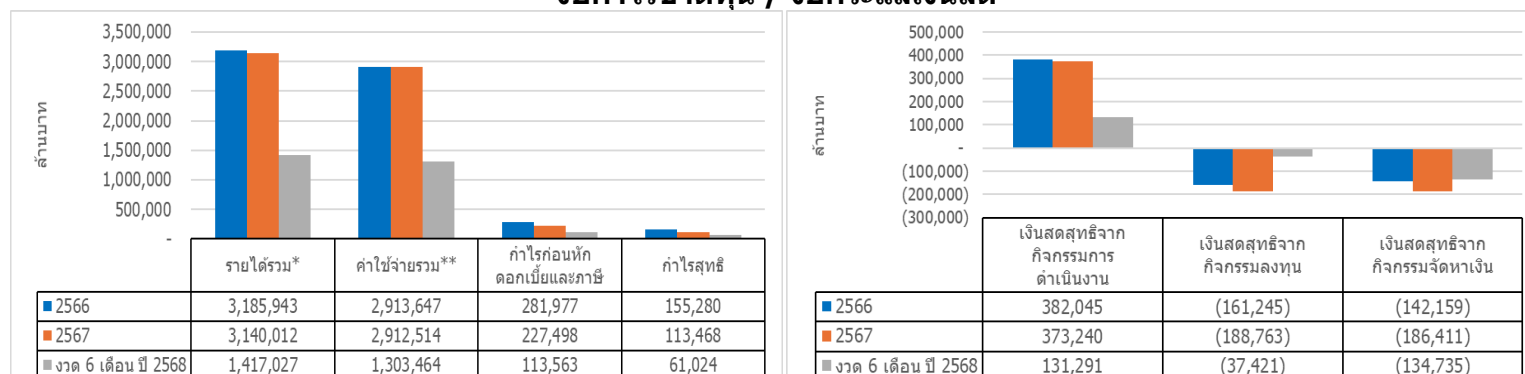 3,500,000
3,000,000
2,500,000
2,000,000
1,500,000
1,000,000
500,000
-
ล้านบาท
รายได้รวม* ค่าใช้จ่ายรวม** กำไรก่อนหัก กำไรสุทธิ
ดอกเบี้ยและภาษี
2566 3,185,943 2,913,647 281,977 155,280
2567 3,140,012 2,912,514 227,498 113,468
งวด 6 เดือน ปี 2568 1,417,027 1,303,464 113,563 61,024
500,000
400,000
300,000
200,000
100,000
-
(100,000)
(200,000)
(300,000)
ล้านบาท
เงินสดสุทธิจาก เงินสดสุทธิจาก เงินสดสุทธิจาก
กิจกรรมการ กิจกรรมลงทุน กิจกรรมจัดหาเงิน
ดำเนินงาน
2566 382,045 (161,245) (142,159)
2567 373,240 (188,763) (186,411)
งวด 6 เดือน ปี 2568 131,291 (37,421) (134,735)